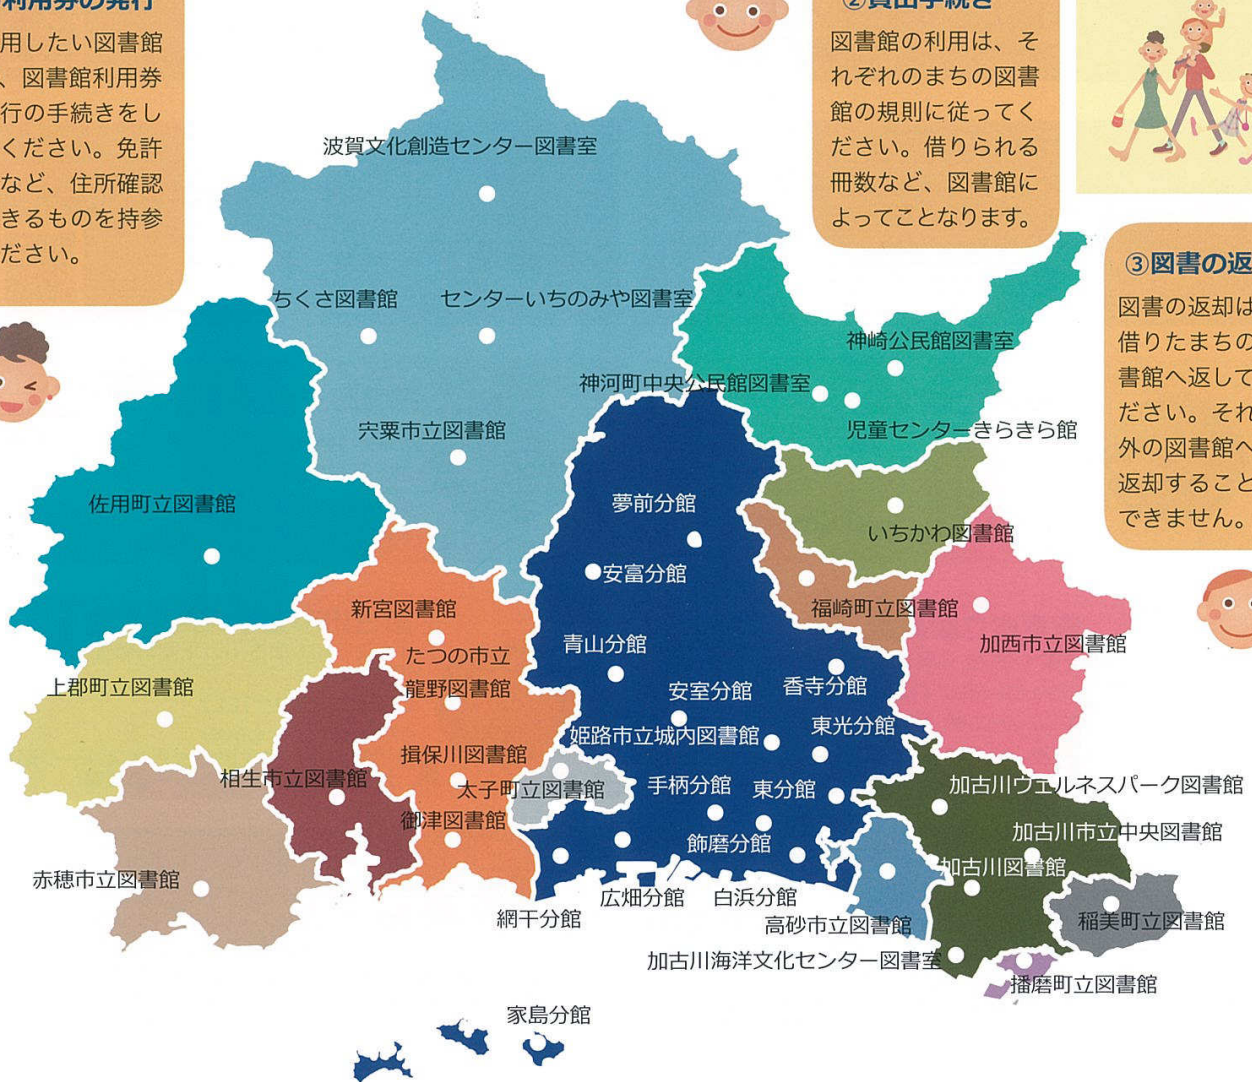 利用券の発行
用したい図書館
、図書館利用券
行の手続きをし
ください。免許
など、住所確認
きるものを持参
ださい。
②貸出手続き
図書館の利用は、そ
れぞれのまちの図書
館の規則に従ってく
ださい。借りられる
冊数など、図書館に
よってことなります。
③図書の返
図書の返却は
借りたまちの
書館へ返して
ださい。それ
外の図書館へ
返却すること
できません。
波賀文化創造センター図書室
ちくさ図書館
センターいちのみや図書室
神崎公民館図書室
神河町中央公民館図書室
児童センターきらきら館
宍粟市立図書館
佐用町立図書館
夢前分館
いちかわ図書館
安富分館
新宮図書館
福崎町立図書館
青山分館
加西市立図書館
たつの市立
龍野図書館
上郡町立図書館
安室分館
香寺分館
姫路市立城内図書館
東光分館
揖保川図書館
相生市立図書館
太子町立図書館
手柄分館
東分館
加古川ウェルネスパーク図書館
御津図書館
飾磨分館
加古川市立中央図書館
加古川図書館
赤穂市立図書館
広畑分館
白浜分館
網干分館
高砂市立図書館
稲美町立図書館
加古川海洋文化センター図書室
播磨町立図書館
家島分館